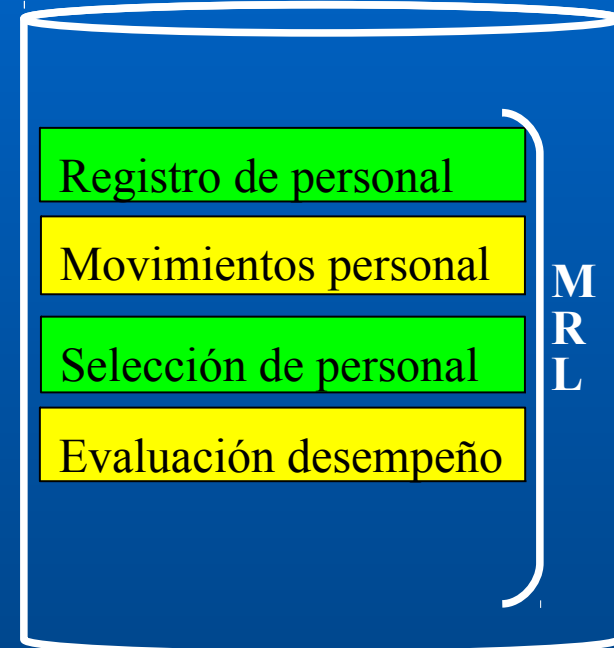 Registro de personal
Movimientos personal
Selección de personal
Evaluación desempeño
M
R
L